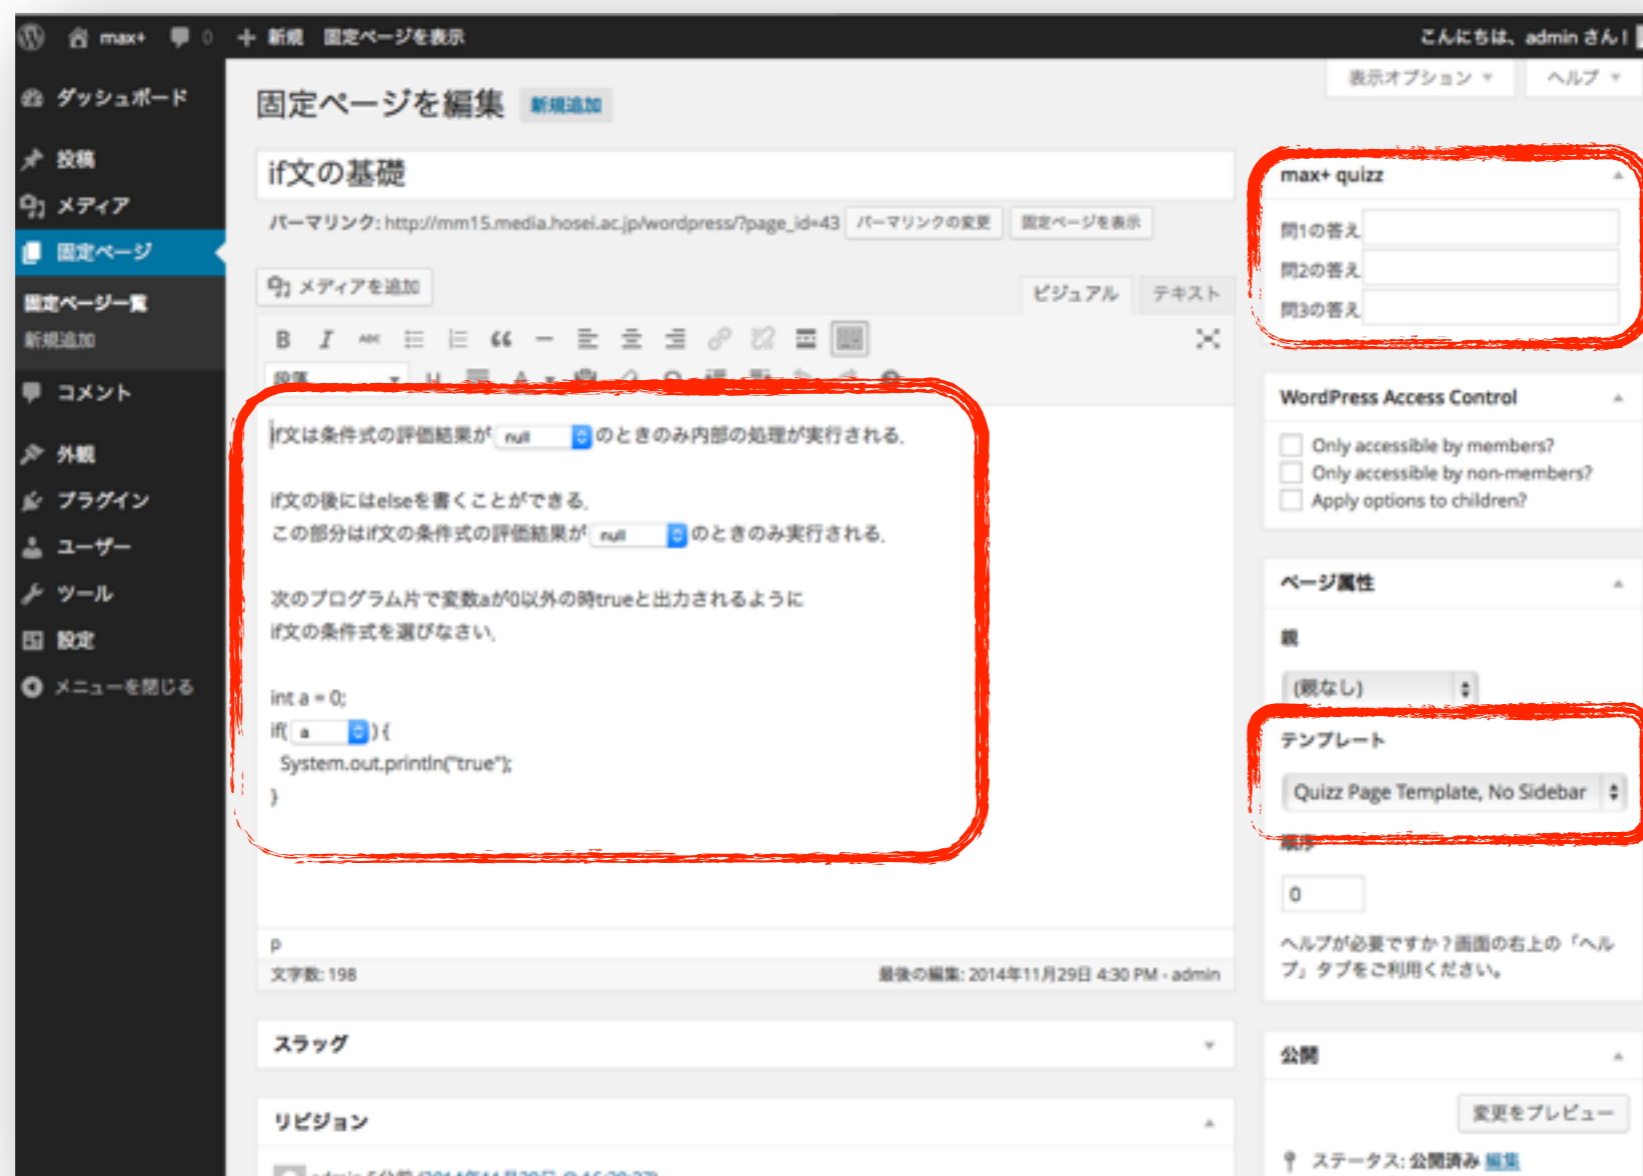 max+ 0 新規 固定ページを表示 こんにちは、admin さん!
表示オプション ヘルプ
ダッシュボード
投稿
メディア
固定ページ
固定ページ一覧
新規追加
コメント
外観
プラグイン
ユーザー
ツール
設定
メニューを閉じる
固定ページを編集 新規追加
if文の基礎
パーマリンク: http://mm15.media.hosei.ac.jp/wordpress/?page_id=43 パーマリンクの変更 固定ページを表示
メディアを追加
ビジュアル テキスト
B I ABC
段落
if文は条件式の評価結果が null のときのみ内部の処理が実行される.
if文の後にはelseを書くことができる.
この部分はif文の条件式の評価結果が null のときのみ実行される.
次のプログラム片で変数aが0以外の時trueと出力されるように
if文の条件式を選びなさい.
int a = 0;
if( a ) {
System.out.println("true");
}
p
文字数: 198 最後の編集: 2014年11月29日 4:30 PM - admin
スラッグ
リビジョン
max+ quizz
問1の答え
問2の答え
問3の答え
WordPress Access Control
Only accessible by members?
Only accessible by non-members?
Apply options to children?
ページ属性
親
(親なし)
テンプレート
Quizz Page Template, No Sidebar
順序
0
ヘルプが必要ですか？画面の右上の「ヘル
プ」タブをご利用ください。
公開
変更をプレビュー
ステータス: 公開済み 編集